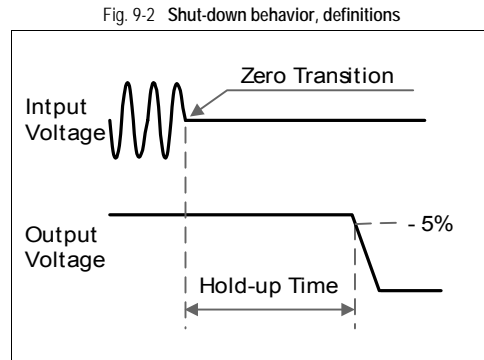 Fig. 9-2 Shut-down behavior, definitions
Zero Transition
Intput
Voltage
- 5%
Output
Voltage
Hold-up Time